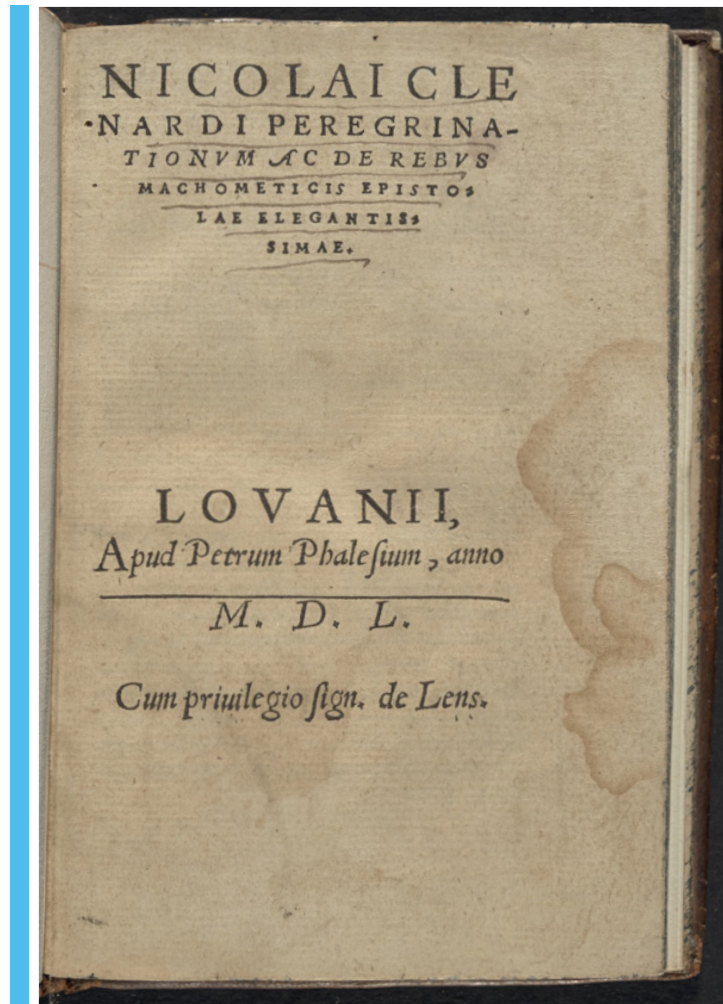 NICOLAI CLE
NARDI PEREGRINA-
TIONVM AC DE REBVS
MACHOMETICIS EPISTO-
LAE ELEGANTIS-
SIMAE.
LOVANII,
Apud Petrum Phaleſium, anno
M. D. L.
Cum priuilegio ſign. de Lens.